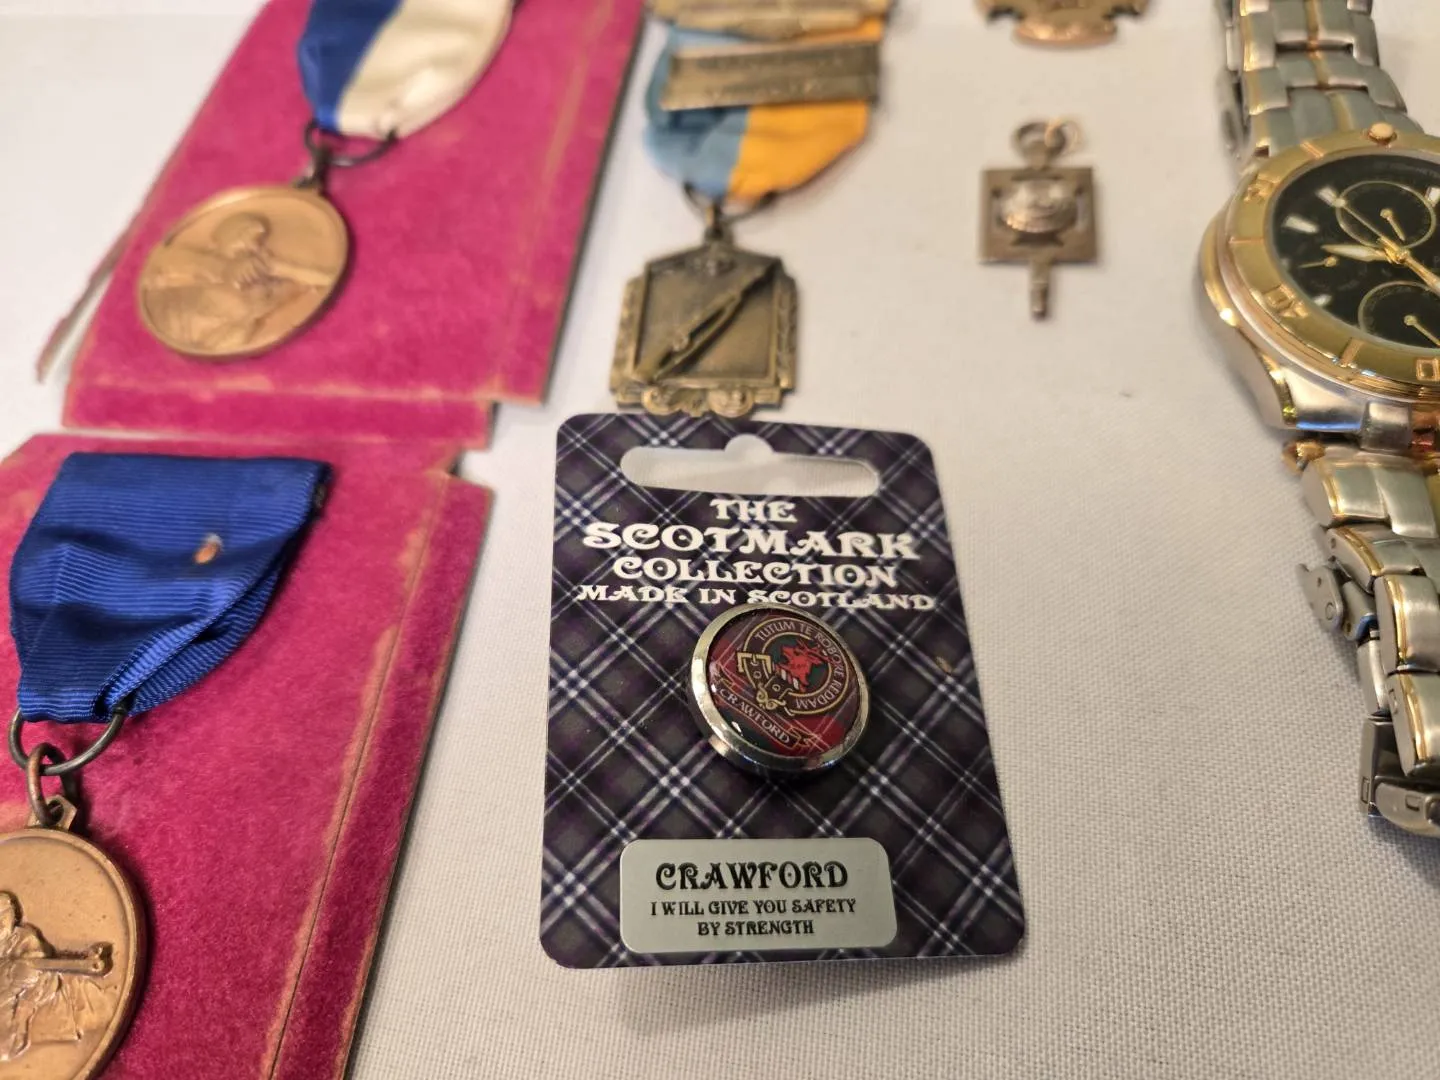 THE
SCOTMARK
COLLECTION
MADE IN SCOTLAND
TUTUM TE ROBORE REDDAM
CRAWFORD
CRAWFORD
I WILL GIVE YOU SAFETY
BY STRENGTH